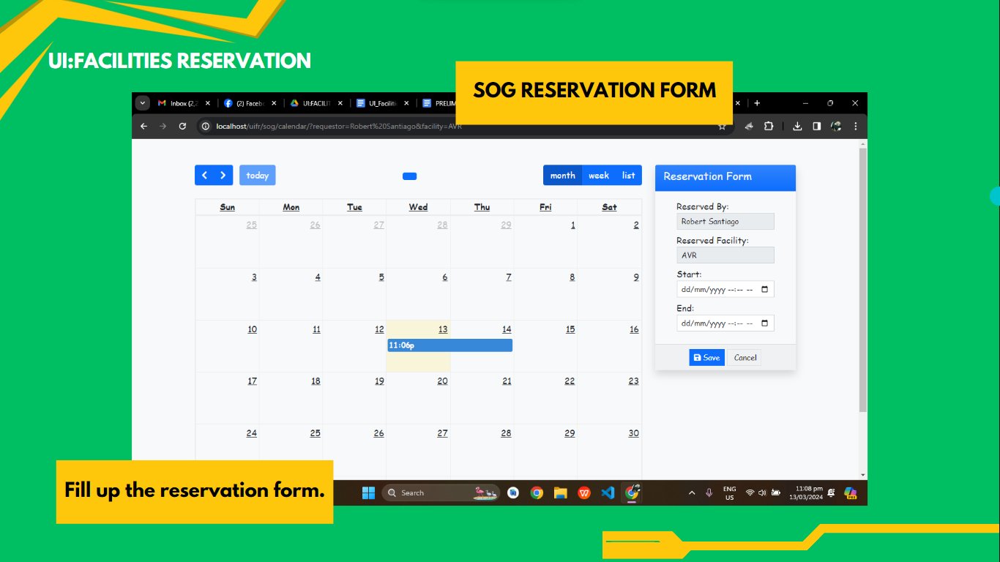 UI:FACILITIES RESERVATION
SOG RESERVATION FORM
Inbox (2,2
(2) Facebo
UI:FACILIT
UI_Faciliti
PRELIM
localhost/uifr/sog/calendar/?requestor=Robert%20Santiago&facility=AVR
today
month week list
Sun Mon Tue Wed Thu Fri Sat
25 26 27 28 29 1 2
3 4 5 6 7 8 9
10 11 12 13 14 15 16
11:06p
17 18 19 20 21 22 23
24 25 26 27 28 29 30
Reservation Form
Reserved By:
Robert Santiago
Reserved Facility:
AVR
Start:
dd/mm/yyyy --:-- --
End:
dd/mm/yyyy --:-- --
Save Cancel
Fill up the reservation form.
Search
ENG
US
11:08 pm
13/03/2024